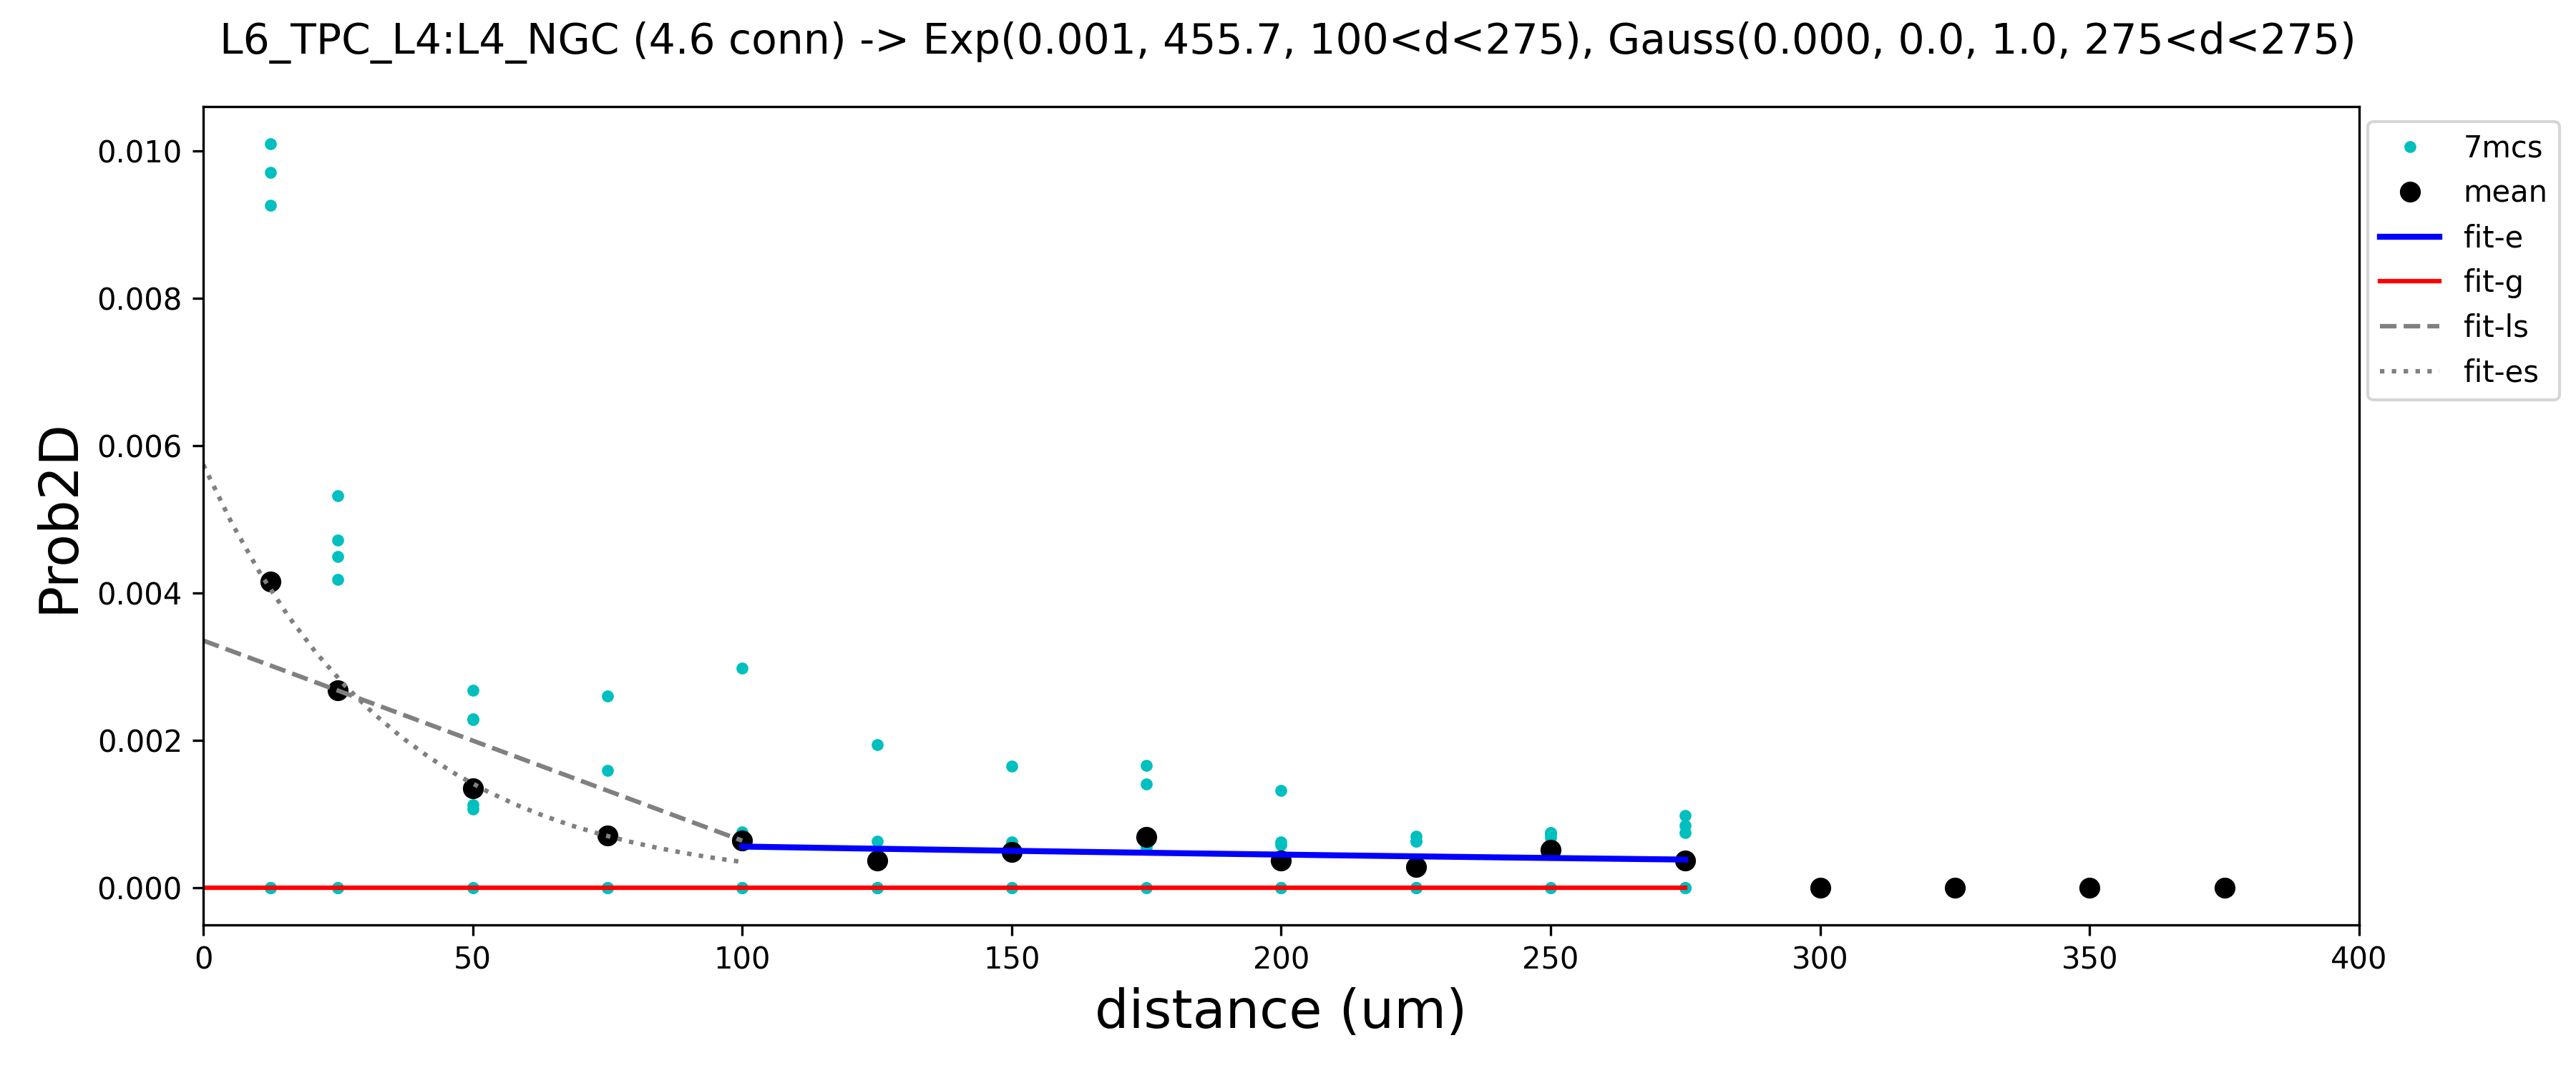 L6_TPC_L4:L4_NGC (4.6 conn) -> Exp(0.001, 455.7, 100<d<275), Gauss(0.000, 0.0, 1.0, 275<d<275)
7mcs
mean
fit-e
fit-g
fit-ls
fit-es
Prob2D
0.010
0.008
0.006
0.004
0.002
0.000
0 50 100 150 200 250 300 350 400
distance (um)